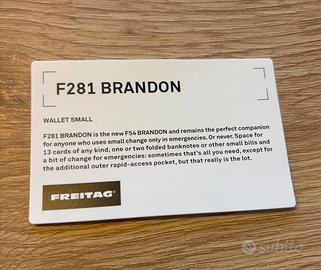 F281 BRANDON
WALLET SMALL
F281 BRANDON is the new F54 BRANDON and remains the perfect companion
for anyone who uses small change only in emergencies. Or never. Space for
13 cards of any kind, one or two folded banknotes or other small bills and
a bit of change for emergencies: sometimes that's all you need, except for
the additional outer rapid-access pocket, but that really is the lot.
FREITAG®
subito